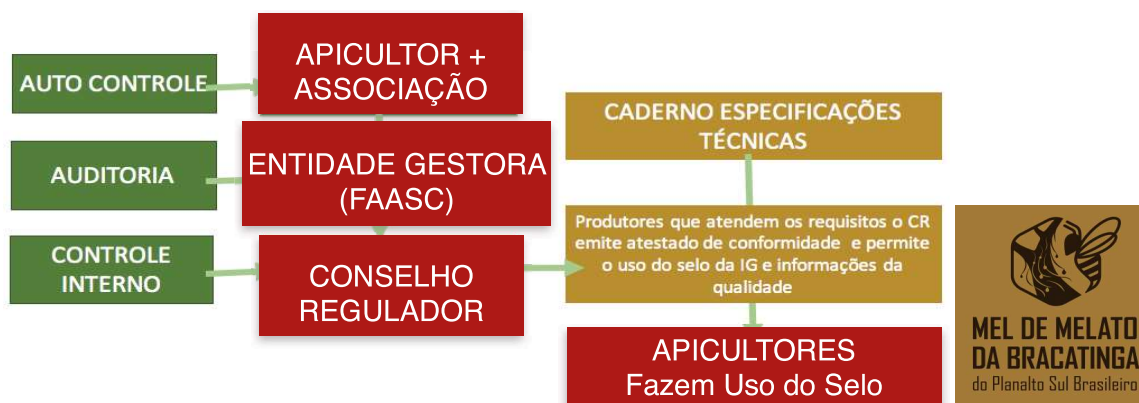 AUTO CONTROLE
APICULTOR +
ASSOCIAÇÃO
AUDITORIA
ENTIDADE GESTORA
(FAASC)
CONTROLE
INTERNO
CONSELHO
REGULADOR
CADERNO ESPECIFICAÇÕES
TÉCNICAS
Produtores que atendem os requisitos o CR
emite atestado de conformidade e permite
o uso do selo da IG e informações da
qualidade
APICULTORES
Fazem Uso do Selo
MEL DE MELATO
DA BRACATINGA
do Planalto Sul Brasileiro